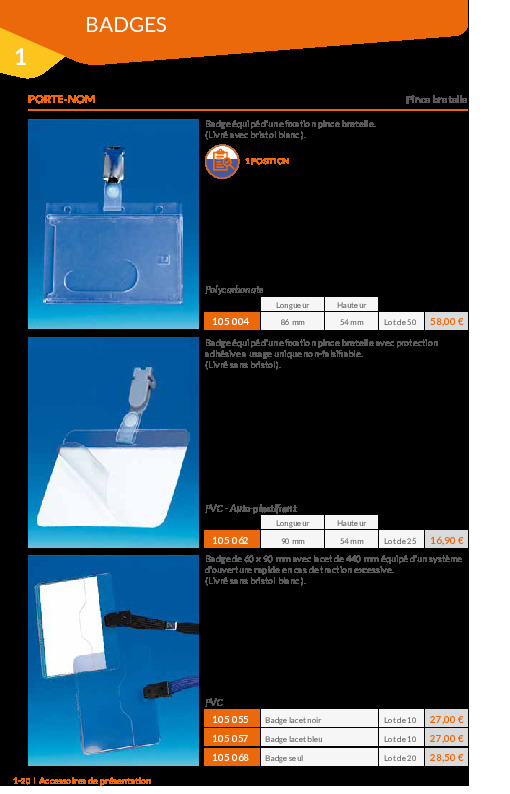 BADGES
1
PORTE-NOM
Pince bretelle
Badge équipé d'une fixation pince bretelle.
(Livré avec bristol blanc).
1 POSITION
Polycarbonate
Longueur Hauteur
105 004 86 mm 54 mm Lot de 50 58,00 €
Badge équipé d'une fixation pince bretelle avec protection
adhésive a usage unique non-falsifiable.
(Livré sans bristol).
PVC - Auto-plastifiant
Longueur Hauteur
105 062 90 mm 54 mm Lot de 25 16,90 €
Badge de 60 x 90 mm avec lacet de 440 mm équipé d'un système
d'ouverture rapide en cas de traction excessive.
(Livré sans bristol blanc).
PVC
105 055 Badge lacet noir Lot de 10 27,00 €
105 057 Badge lacet bleu Lot de 10 27,00 €
105 068 Badge seul Lot de 20 28,50 €
1-20 | Accessoires de présentation